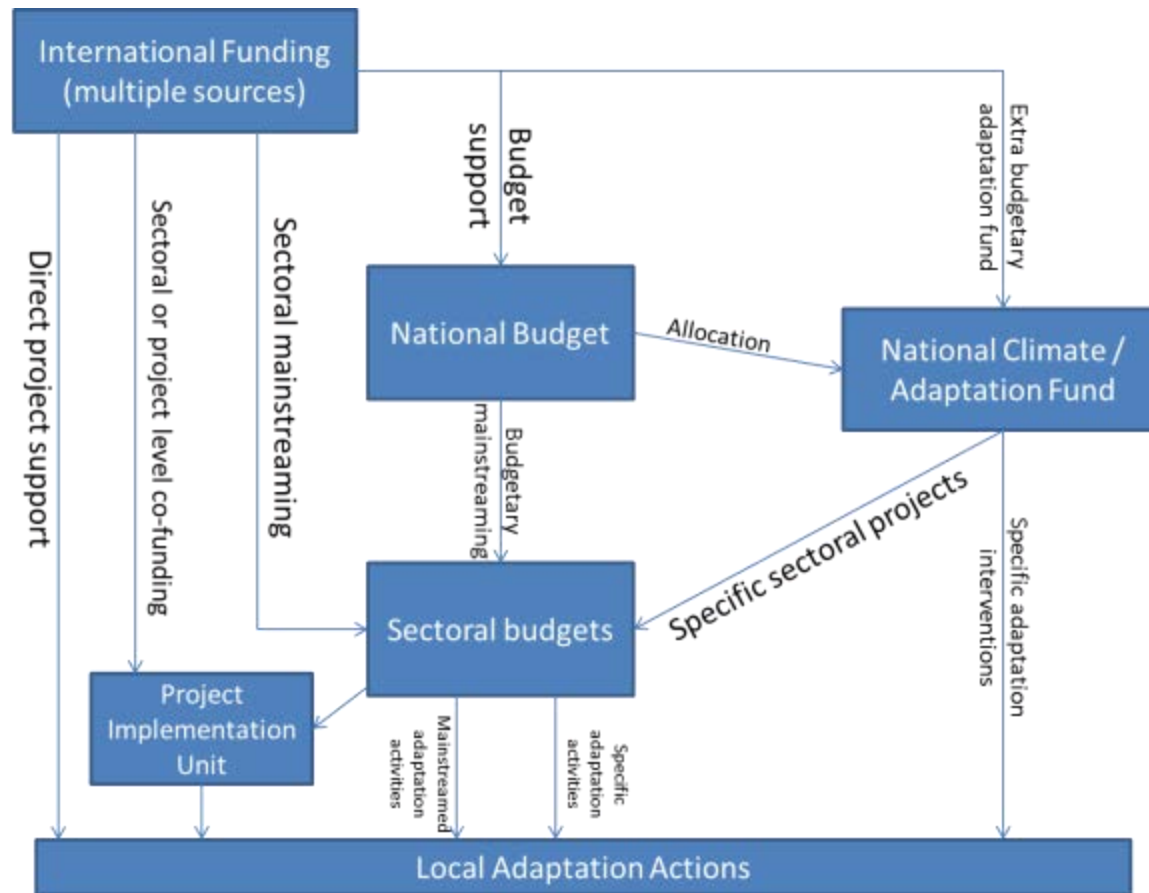 International Funding
(multiple sources)
Budget
support
Extra budgetary
adaptation fund
Direct project support
Sectoral or project level co-funding
Sectoral mainstreaming
National Budget
Allocation
National Climate /
Adaptation Fund
Budgetary
mainstreaming
Specific sectoral projects
Specific adaptation
interventions
Sectoral budgets
Project
Implementation
Unit
Mainstreamed
adaptation
activities
Specific
adaptation
activities
Local Adaptation Actions